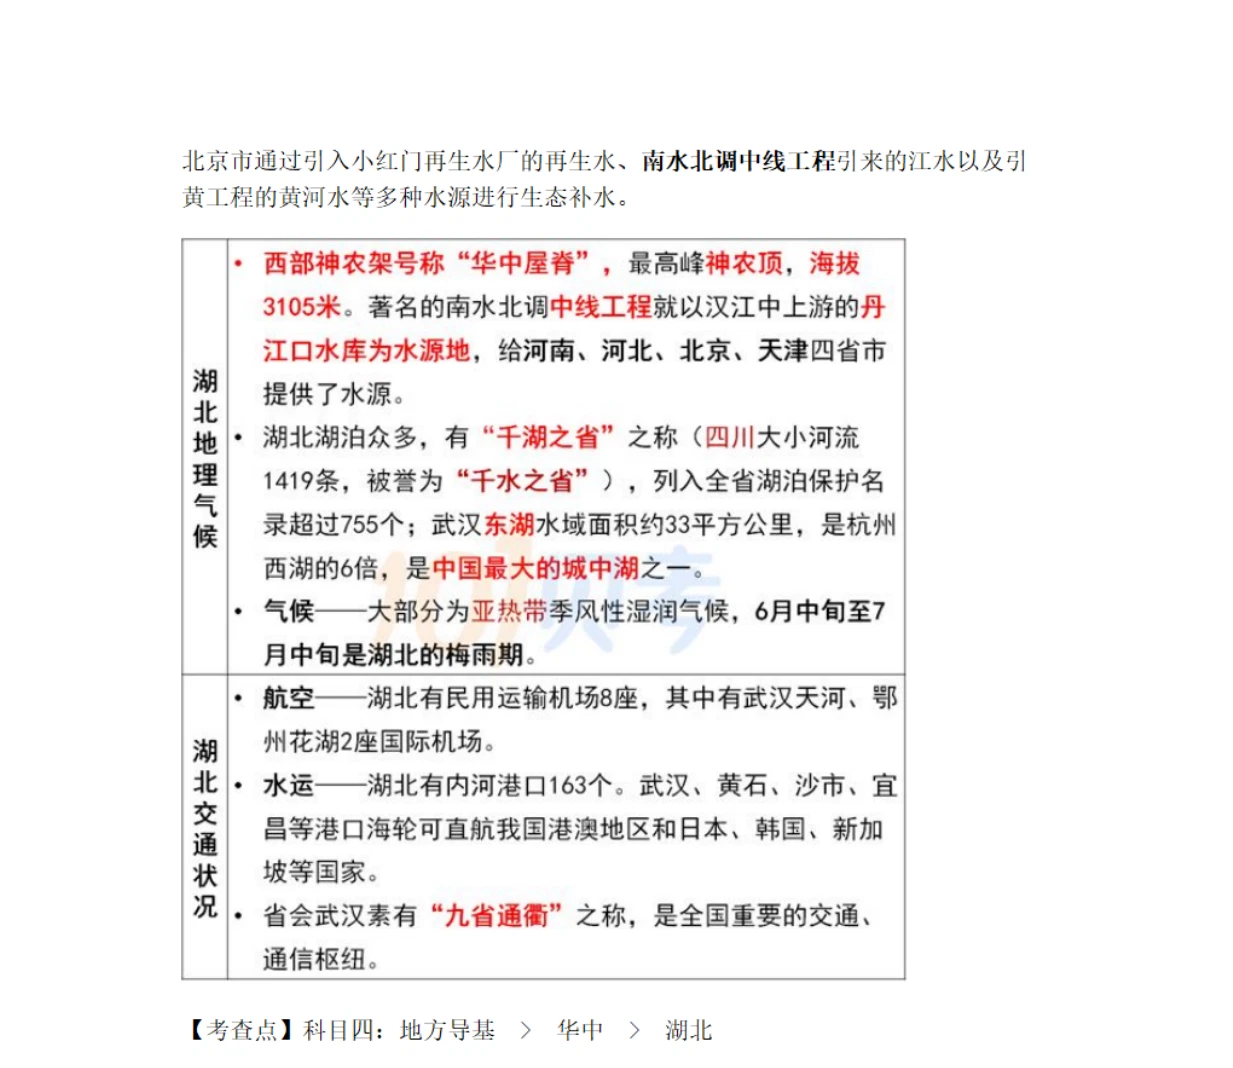 北京市通过引入小红门再生水厂的再生水、南水北调中线工程引来的江水以及引
黄工程的黄河水等多种水源进行生态补水。
湖北地理气候
• 西部神农架号称“华中屋脊”，最高峰神农顶，海拔
3105米。著名的南水北调中线工程就以汉江中上游的丹
江口水库为水源地，给河南、河北、北京、天津四省市
提供了水源。
• 湖北湖泊众多，有“千湖之省”之称（四川大小河流
1419条，被誉为“千水之省”），列入全省湖泊保护名
录超过755个；武汉东湖水域面积约33平方公里，是杭州
西湖的6倍，是中国最大的城中湖之一。
• 气候——大部分为亚热带季风性湿润气候，6月中旬至7
月中旬是湖北的梅雨期。
湖北交通状况
• 航空——湖北有民用运输机场8座，其中有武汉天河、鄂
州花湖2座国际机场。
• 水运——湖北有内河港口163个。武汉、黄石、沙市、宜
昌等港口海轮可直航我国港澳地区和日本、韩国、新加
坡等国家。
• 省会武汉素有“九省通衢”之称，是全国重要的交通、
通信枢纽。
101贝考
【考查点】科目四：地方导基 > 华中 > 湖北